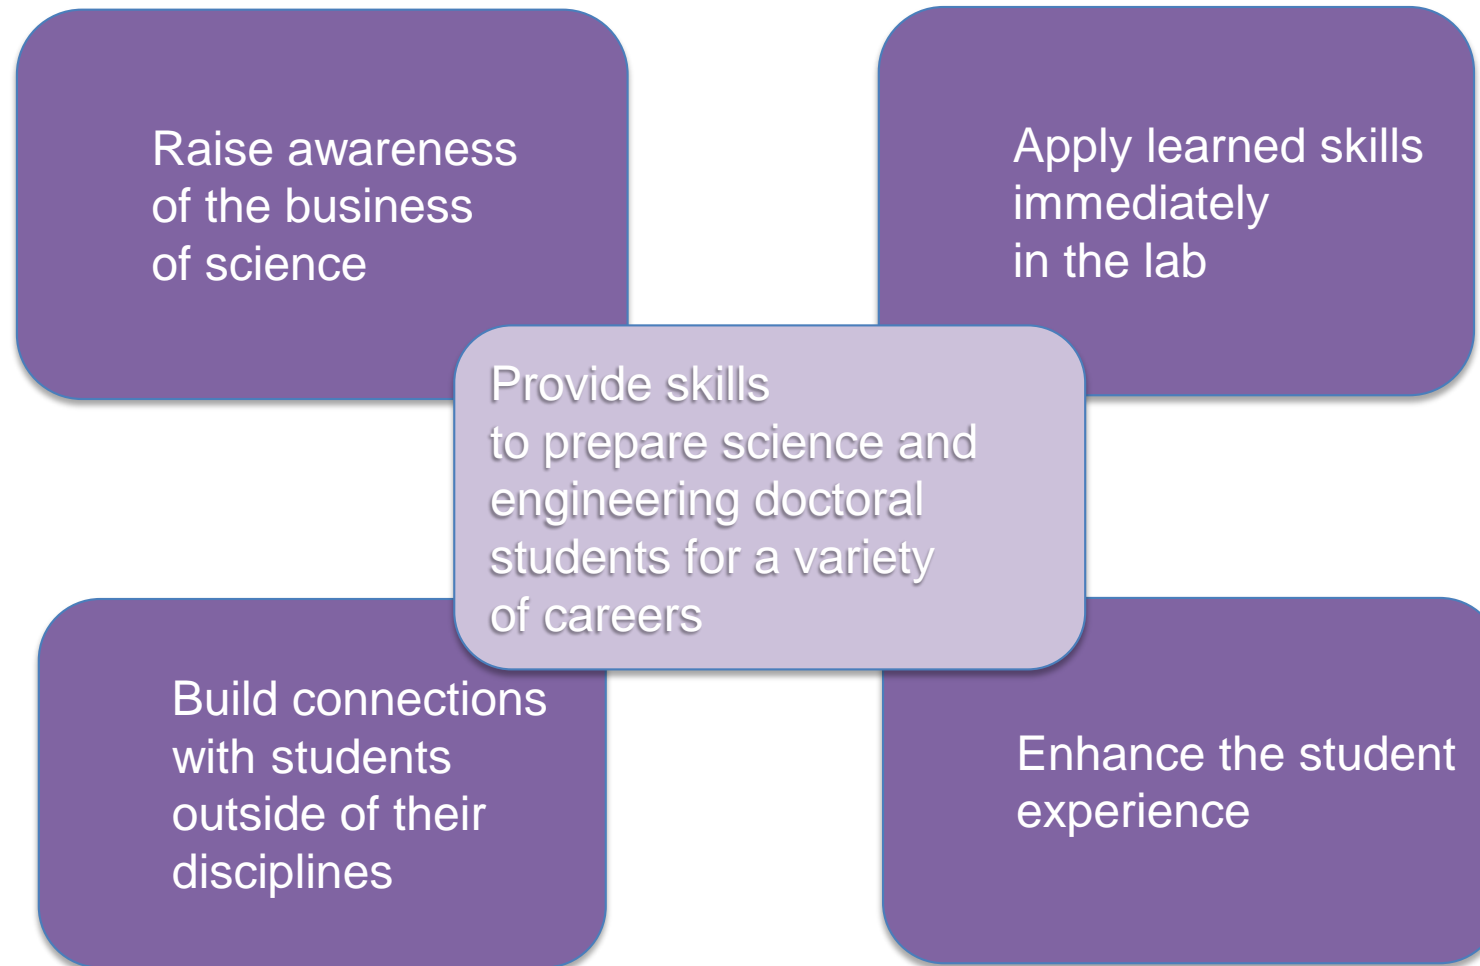 Raise awareness
of the business
of science
Apply learned skills
immediately
in the lab
Provide skills
to prepare science and
engineering doctoral
students for a variety
of careers
Build connections
with students
outside of their
disciplines
Enhance the student
experience